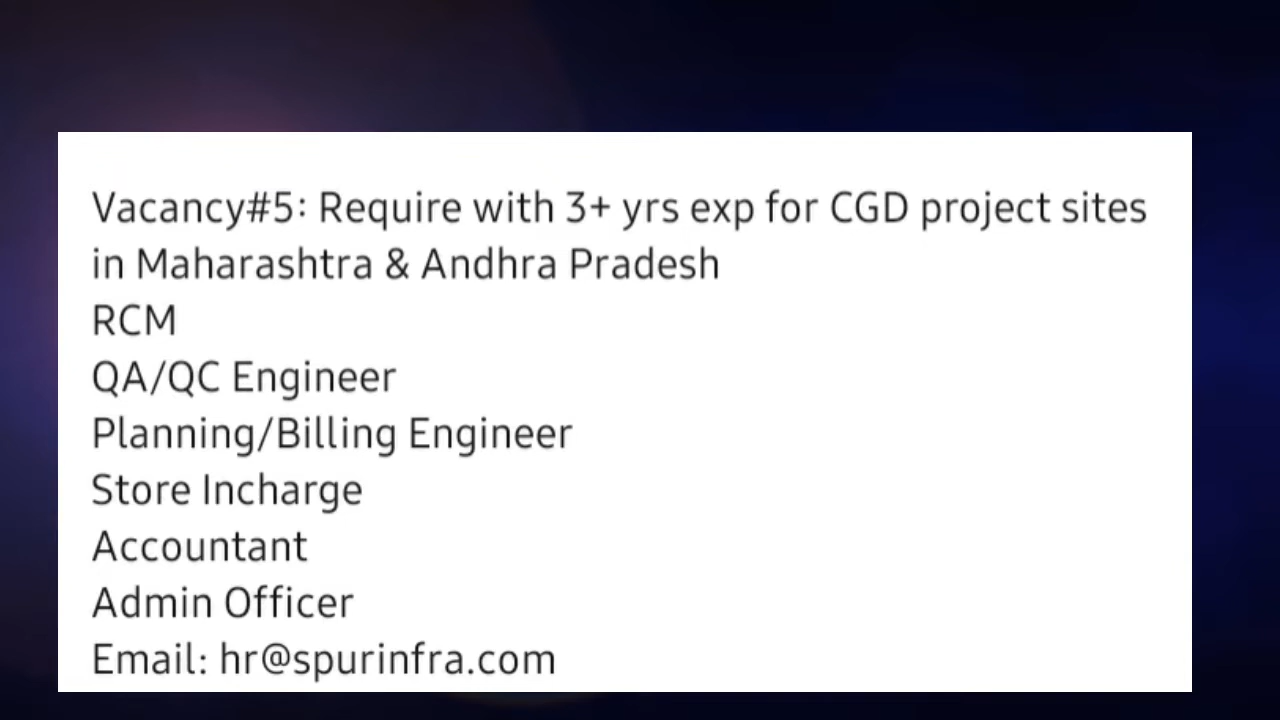 Vacancy#5: Require with 3+ yrs exp for CGD project sites
in Maharashtra & Andhra Pradesh
RCM
QA/QC Engineer
Planning/Billing Engineer
Store Incharge
Accountant
Admin Officer
Email: hr@spurinfra.com